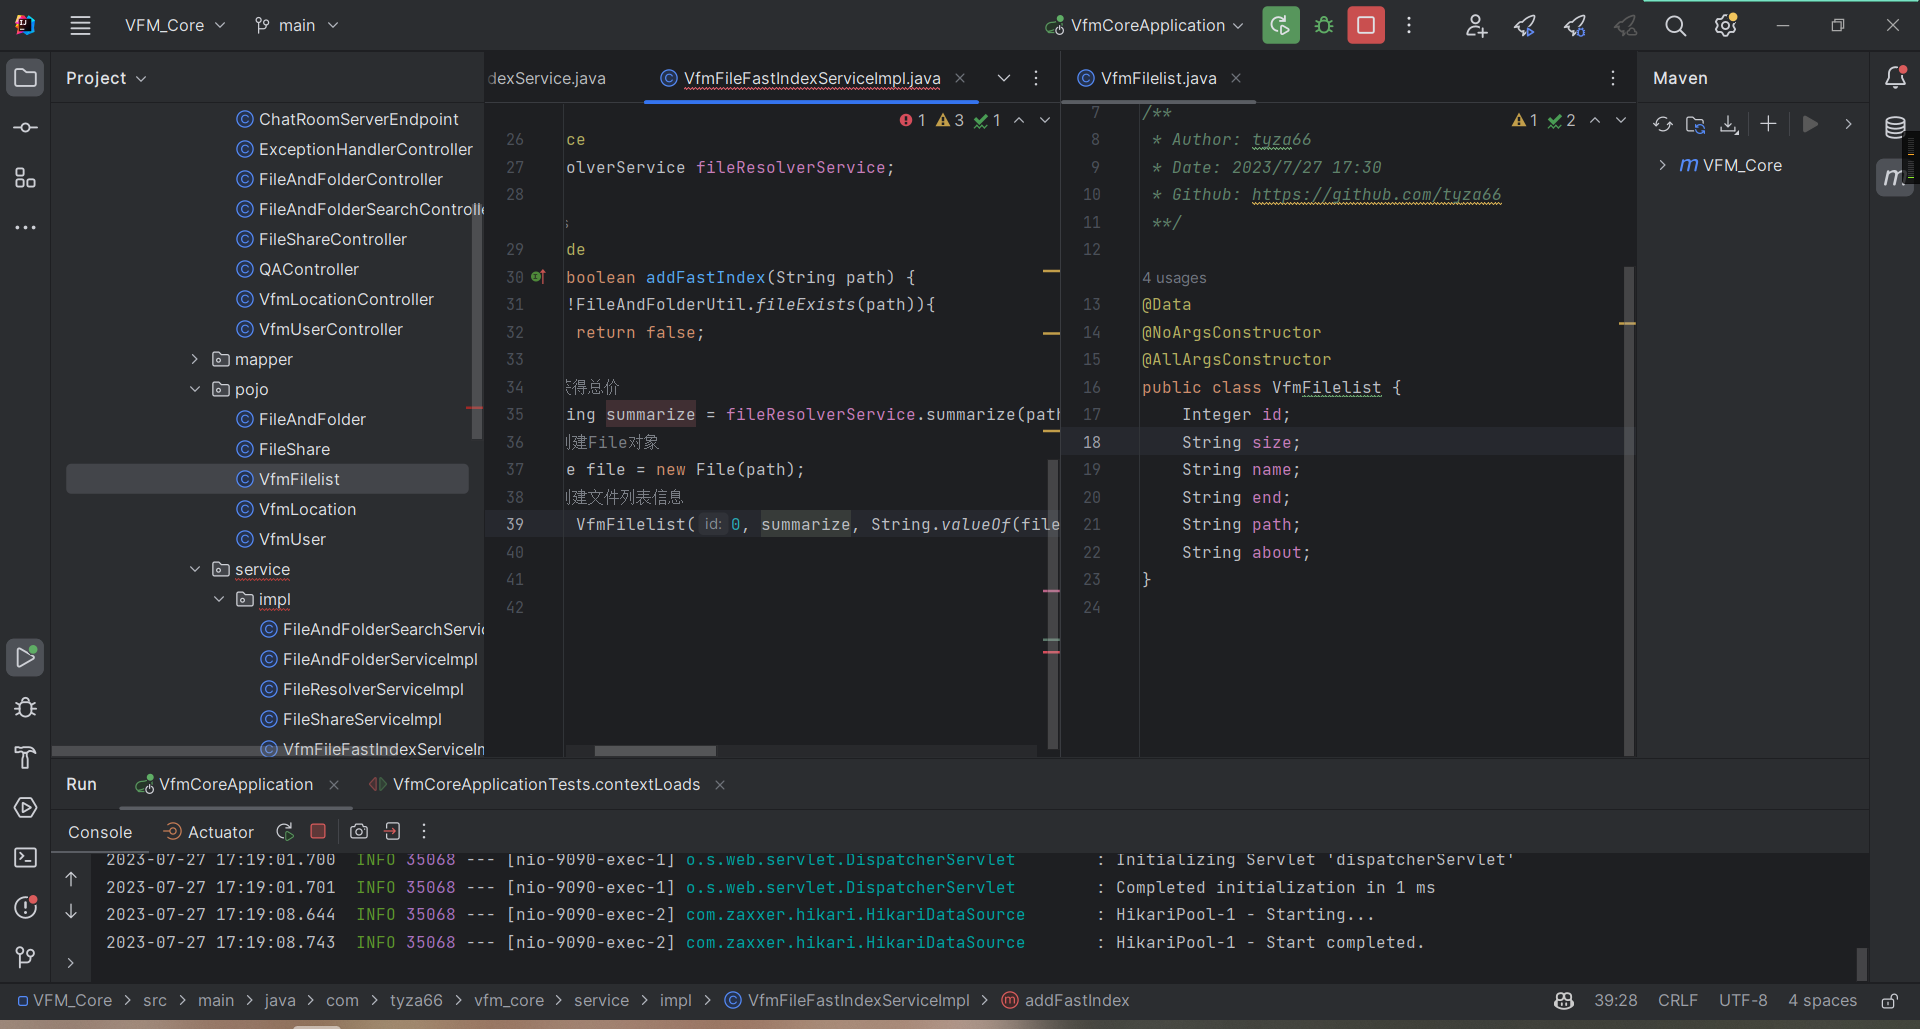 VFM_Core
main
VfmCoreApplication
Project
dexService.java
VfmFileFastIndexServiceImpl.java
VfmFilelist.java
Maven
ChatRoomServerEndpoint
ExceptionHandlerController
FileAndFolderController
FileAndFolderSearchControlle
FileShareController
QAController
VfmLocationController
VfmUserController
mapper
pojo
FileAndFolder
FileShare
VfmFilelist
VfmLocation
VfmUser
service
impl
FileAndFolderSearchServic
FileAndFolderServiceImpl
FileResolverServiceImpl
FileShareServiceImpl
VfmFileFastIndexServiceIm
1 3 1
26 ce
27 olverService fileResolverService;
28
29 de
30 boolean addFastIndex(String path) {
31 !FileAndFolderUtil.fileExists(path)){
32 return false;
33
34 获得总价
35 ing summarize = fileResolverService.summarize(path
36 创建File对象
37 e file = new File(path);
38 创建文件列表信息
39 VfmFilelist( id: 0, summarize, String.valueOf(file
40
41
42
1 2
7 /**
8 * Author: tyza66
9 * Date: 2023/7/27 17:30
10 * Github: https://github.com/tyza66
11 **/
12
4 usages
13 @Data
14 @NoArgsConstructor
15 @AllArgsConstructor
16 public class VfmFilelist {
17 Integer id;
18 String size;
19 String name;
20 String end;
21 String path;
22 String about;
23 }
24
m VFM_Core
m
Run
VfmCoreApplication
VfmCoreApplicationTests.contextLoads
Console
Actuator
2023-07-27 17:19:01.700 INFO 35068 --- [nio-9090-exec-1] o.s.web.servlet.DispatcherServlet : Initializing Servlet 'dispatcherServlet'
2023-07-27 17:19:01.701 INFO 35068 --- [nio-9090-exec-1] o.s.web.servlet.DispatcherServlet : Completed initialization in 1 ms
2023-07-27 17:19:08.644 INFO 35068 --- [nio-9090-exec-2] com.zaxxer.hikari.HikariDataSource : HikariPool-1 - Starting...
2023-07-27 17:19:08.743 INFO 35068 --- [nio-9090-exec-2] com.zaxxer.hikari.HikariDataSource : HikariPool-1 - Start completed.
VFM_Core > src > main > java > com > tyza66 > vfm_core > service > impl > VfmFileFastIndexServiceImpl > addFastIndex
39:28 CRLF UTF-8 4 spaces